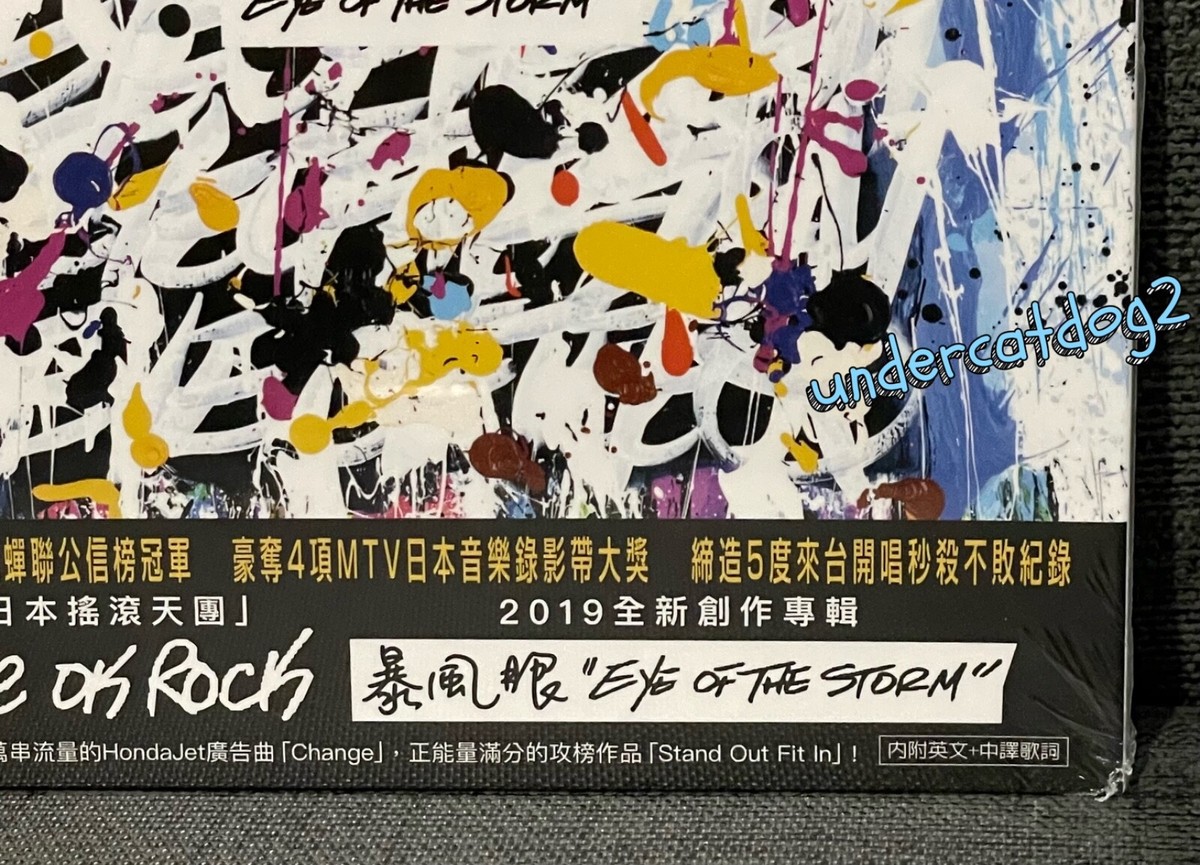 EYE OF THE STORM
undercatdog2
蟬聯公信榜冠軍 豪奪4項MTV日本音樂錄影帶大獎 締造5度來台開唱秒殺不敗紀錄
日本搖滾天團」 2019全新創作專輯
e OK Rock 暴風眼 "EYE OF THE STORM"
萬串流量的HondaJet廣告曲「Change」，正能量滿分的攻榜作品「Stand Out Fit In」! 內附英文+中譯歌詞